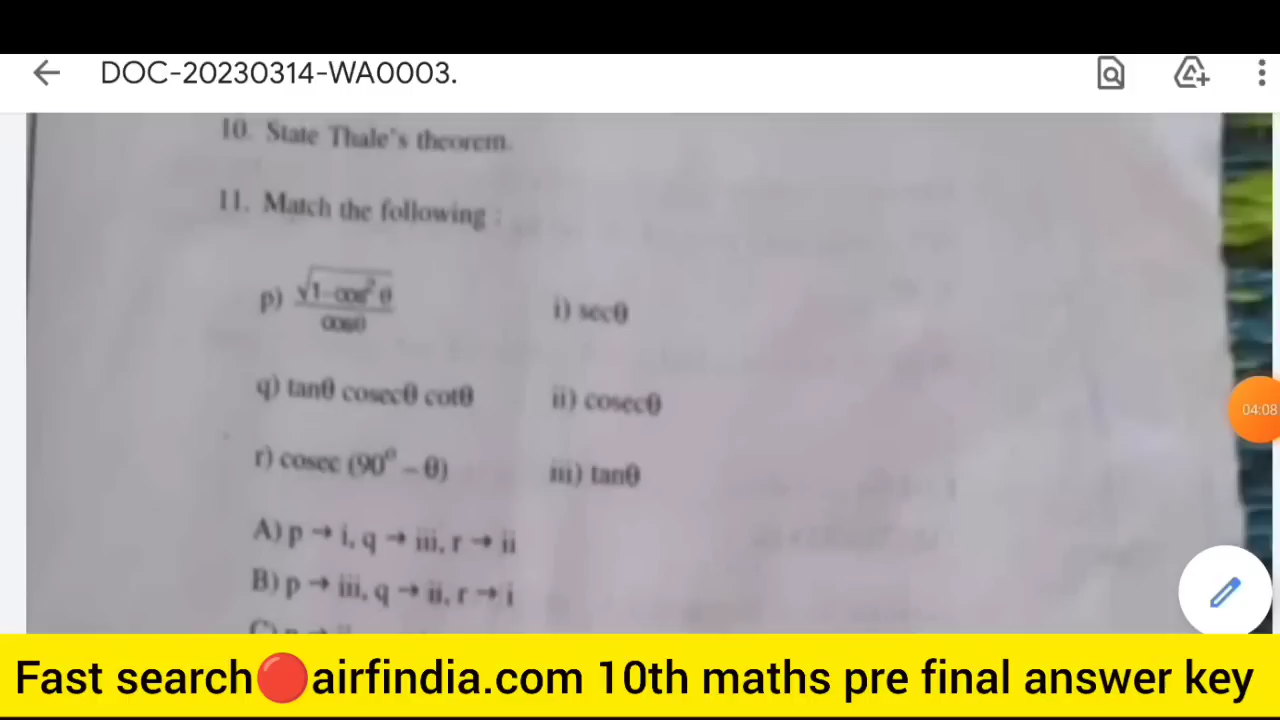 DOC-20230314-WA0003.
10. State Thale's theorem.
11. Match the following :
p) √1-cos²θ / cosθ i) secθ
q) tanθ cosecθ cotθ ii) cosecθ
r) cosec (90° – θ) iii) tanθ
A) p → i, q → iii, r → ii
B) p → iii, q → ii, r → i
04:08
Fast search🔴airfindia.com 10th maths pre final answer key